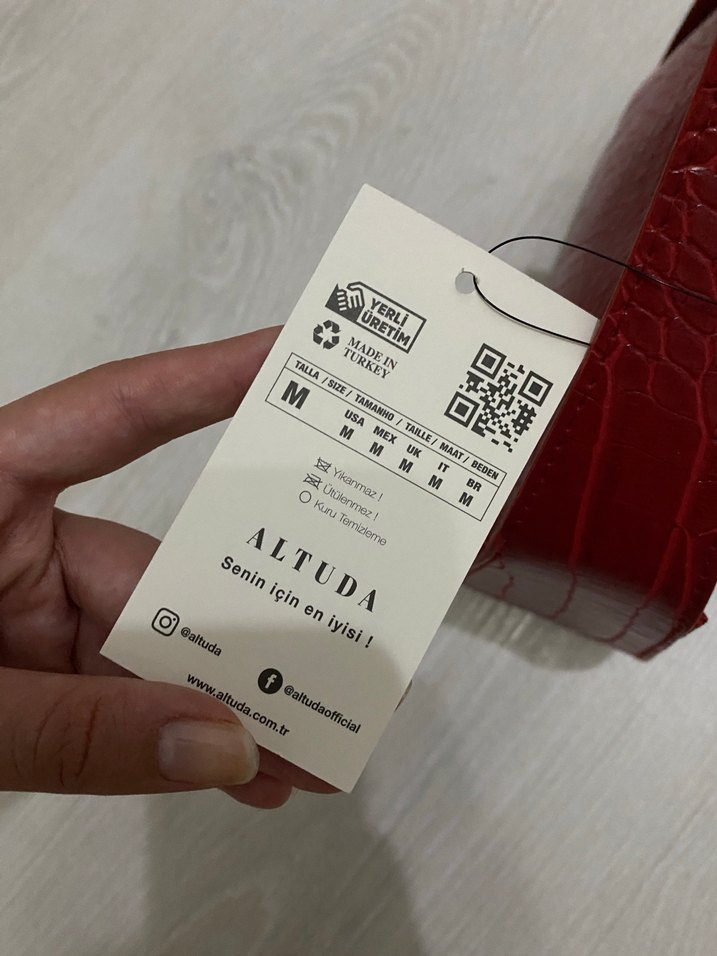 YERLİ
ÜRETİM
MADE IN
TURKEY
TALLA / SIZE / TAMANHO / TAILLE / MAAT / BEDEN
M
USA MEX UK IT BR
M M M M M
Yıkanmaz !
Ütülenmez !
Kuru Temizleme
ALTUDA
Senin için en iyisi !
@altuda
@altudaofficial
www.altuda.com.tr